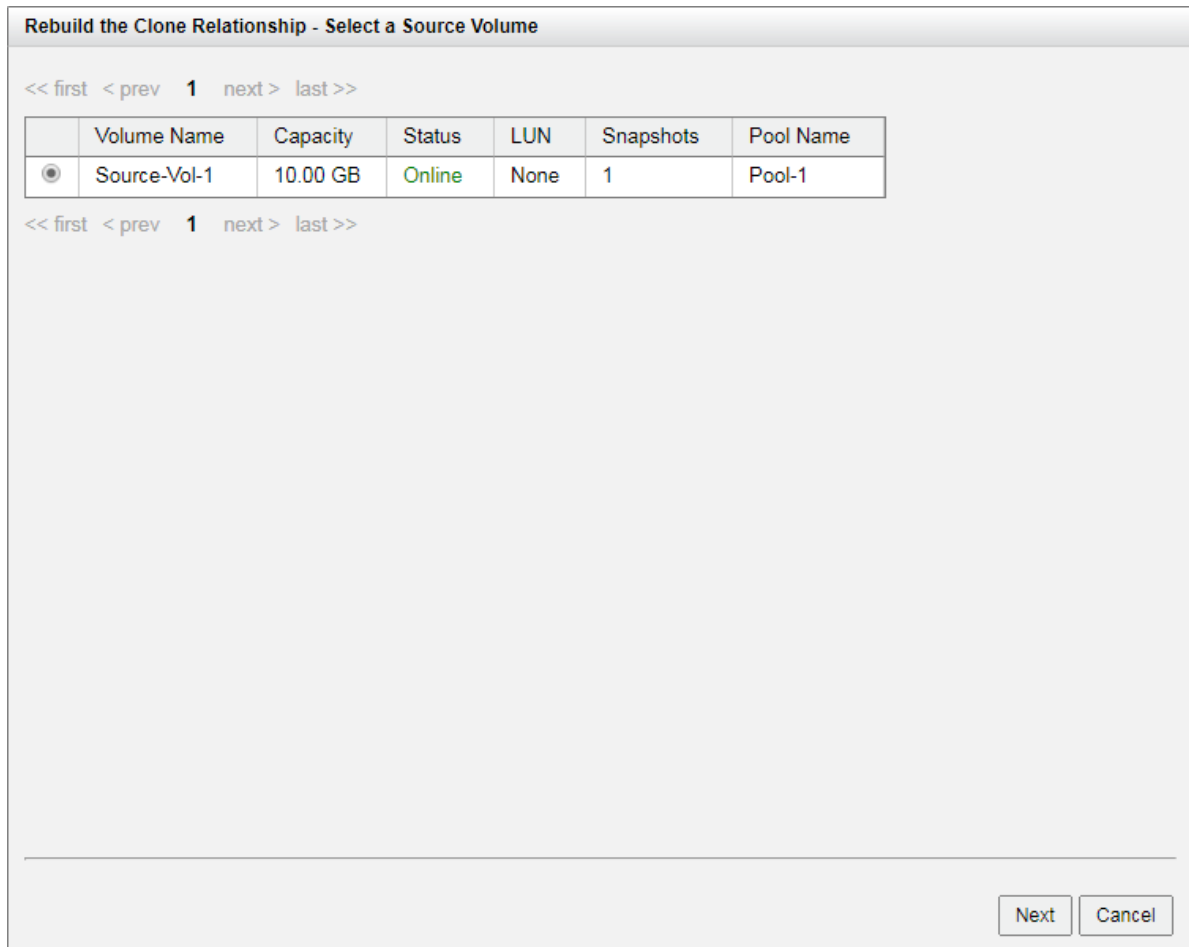 Rebuild the Clone Relationship - Select a Source Volume
<< first < prev 1 next > last >>
Volume Name Capacity Status LUN Snapshots Pool Name
Source-Vol-1 10.00 GB Online None 1 Pool-1
<< first < prev 1 next > last >>
Next Cancel